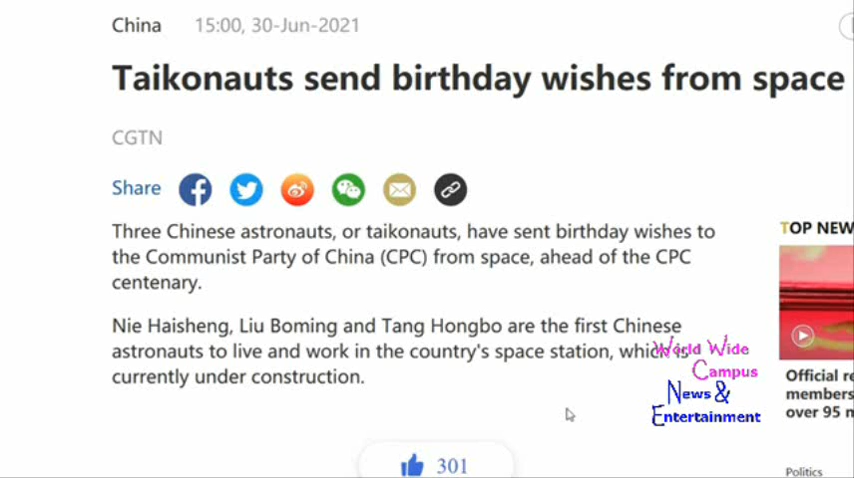 China 15:00, 30-Jun-2021
Taikonauts send birthday wishes from space
CGTN
Share
Three Chinese astronauts, or taikonauts, have sent birthday wishes to
the Communist Party of China (CPC) from space, ahead of the CPC
centenary.
Nie Haisheng, Liu Boming and Tang Hongbo are the first Chinese
astronauts to live and work in the country's space station, which is
currently under construction.
301
World Wide
Campus
News &
Entertainment
TOP NEW
Official re
members
over 95 m
Politics